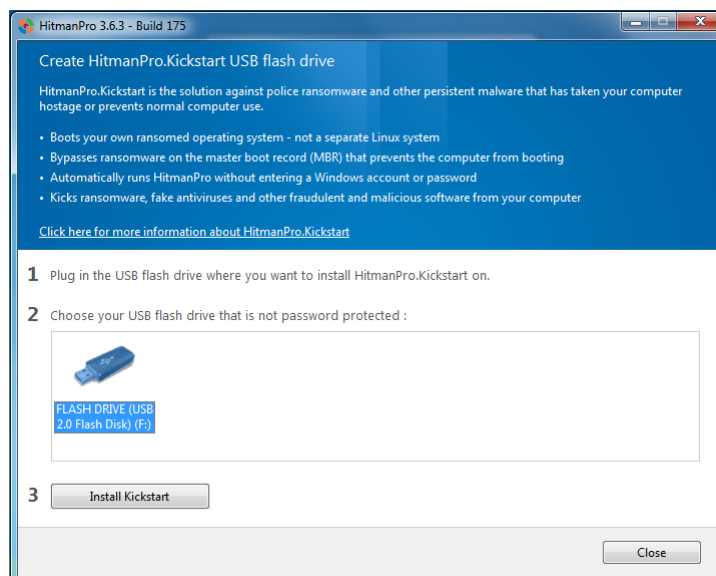 HitmanPro 3.6.3 - Build 175
Create HitmanPro.Kickstart USB flash drive
HitmanPro.Kickstart is the solution against police ransomware and other persistent malware that has taken your computer
hostage or prevents normal computer use.
• Boots your own ransomed operating system - not a separate Linux system
• Bypasses ransomware on the master boot record (MBR) that prevents the computer from booting
• Automatically runs HitmanPro without entering a Windows account or password
• Kicks ransomware, fake antiviruses and other fraudulent and malicious software from your computer
Click here for more information about HitmanPro.Kickstart
1 Plug in the USB flash drive where you want to install HitmanPro.Kickstart on.
2 Choose your USB flash drive that is not password protected :
FLASH DRIVE (USB
2.0 Flash Disk) (F:)
3 Install Kickstart
Close